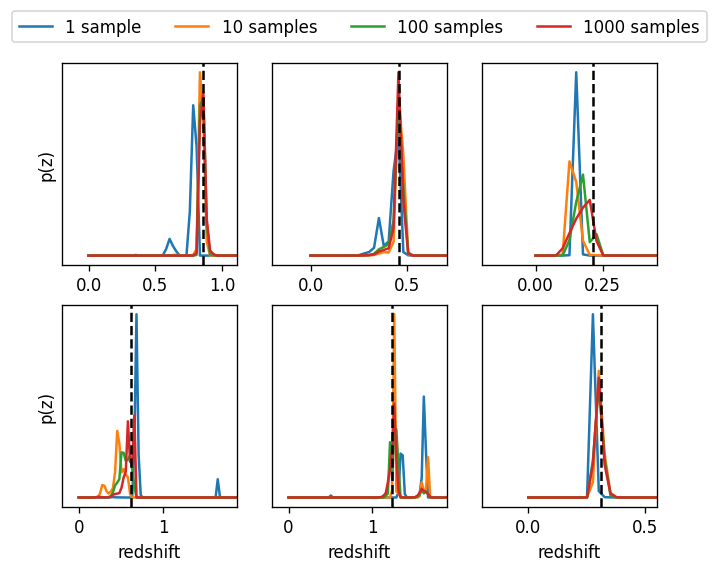 1 sample 10 samples 100 samples 1000 samples
p(z)
0.0 0.5 1.0 0.0 0.5 0.00 0.25
p(z)
0 1 0 1 0.0 0.5
redshift redshift redshift